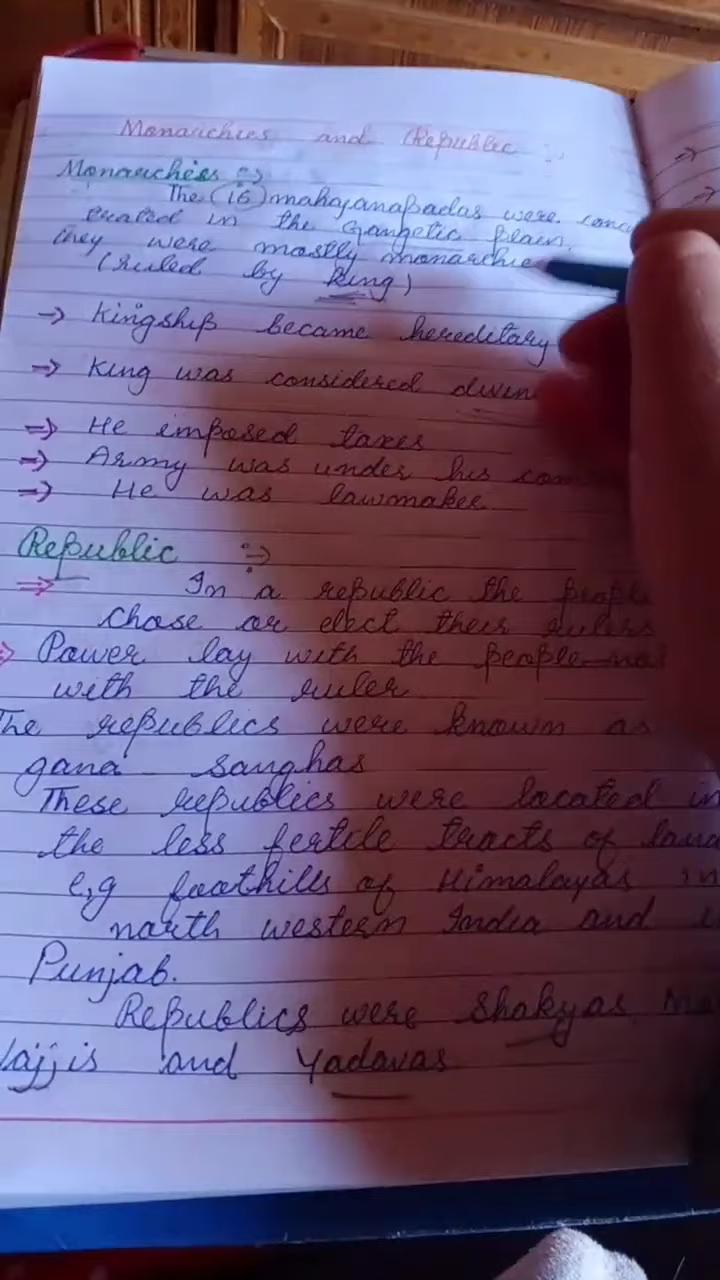 Monarchies and Republic :-
Monarchies :-)
The (16) mahajanapadas were conc
trated in the Gangetic plain.
They were mostly monarchie
(ruled by king)
→ Kingship became hereditary
⇒ King was considered divin
⇒ He imposed taxes
⇒ Army was under his com
⇒ He was lawmaker
Republic :-)
⇒ In a republic the people
chose or elect their rulers
⇒ Power lay with the people not
with the ruler
The republics were known as
gana sanghas
These republics were located in
the less fertile tracts of land
e,g foothills of Himalayas in
north western India and i
Punjab.
Republics were Shakyas Ma
Vajjis and Yadavas